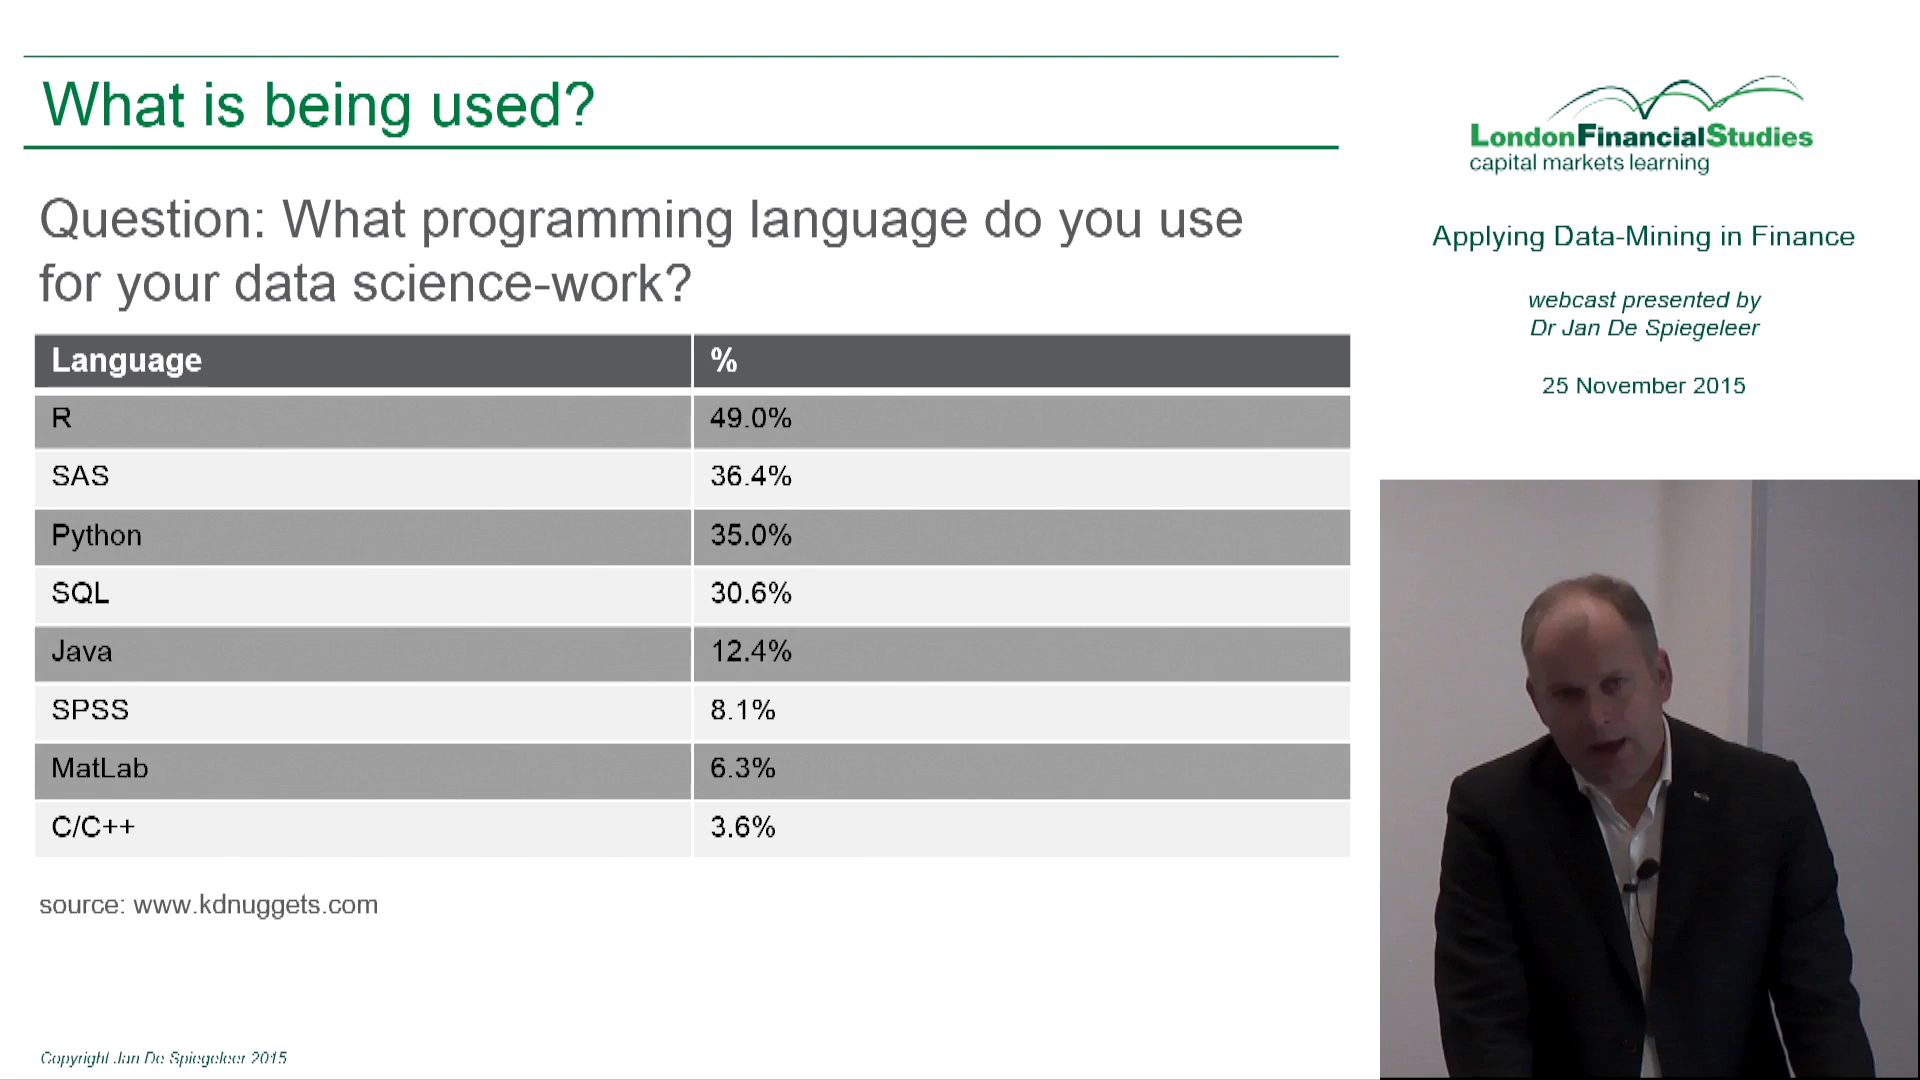 What is being used?
Question: What programming language do you use
for your data science-work?
Language %
R 49.0%
SAS 36.4%
Python 35.0%
SQL 30.6%
Java 12.4%
SPSS 8.1%
MatLab 6.3%
C/C++ 3.6%
source: www.kdnuggets.com
Copyright Jan De Spiegeleer 2015
LondonFinancialStudies
capital markets learning
Applying Data-Mining in Finance
webcast presented by
Dr Jan De Spiegeleer
25 November 2015